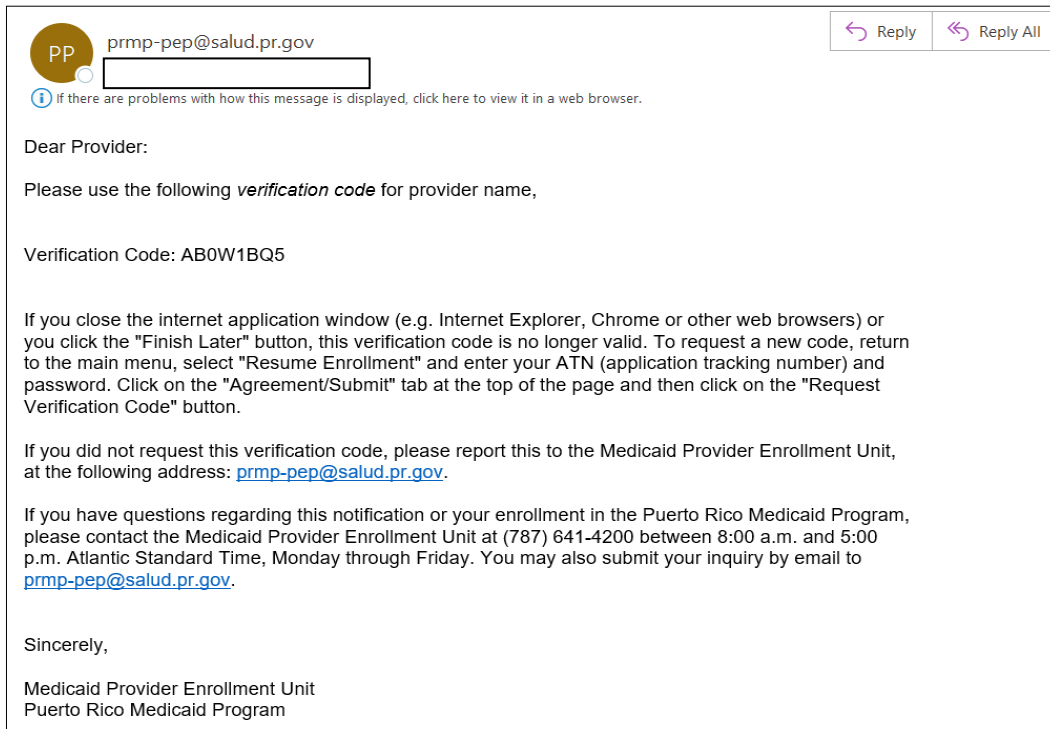 PP
prmp-pep@salud.pr.gov
Reply
Reply All
If there are problems with how this message is displayed, click here to view it in a web browser.
Dear Provider:
Please use the following verification code for provider name,
Verification Code: AB0W1BQ5
If you close the internet application window (e.g. Internet Explorer, Chrome or other web browsers) or
you click the "Finish Later" button, this verification code is no longer valid. To request a new code, return
to the main menu, select "Resume Enrollment" and enter your ATN (application tracking number) and
password. Click on the "Agreement/Submit" tab at the top of the page and then click on the "Request
Verification Code" button.
If you did not request this verification code, please report this to the Medicaid Provider Enrollment Unit,
at the following address: prmp-pep@salud.pr.gov.
If you have questions regarding this notification or your enrollment in the Puerto Rico Medicaid Program,
please contact the Medicaid Provider Enrollment Unit at (787) 641-4200 between 8:00 a.m. and 5:00
p.m. Atlantic Standard Time, Monday through Friday. You may also submit your inquiry by email to
prmp-pep@salud.pr.gov.
Sincerely,
Medicaid Provider Enrollment Unit
Puerto Rico Medicaid Program